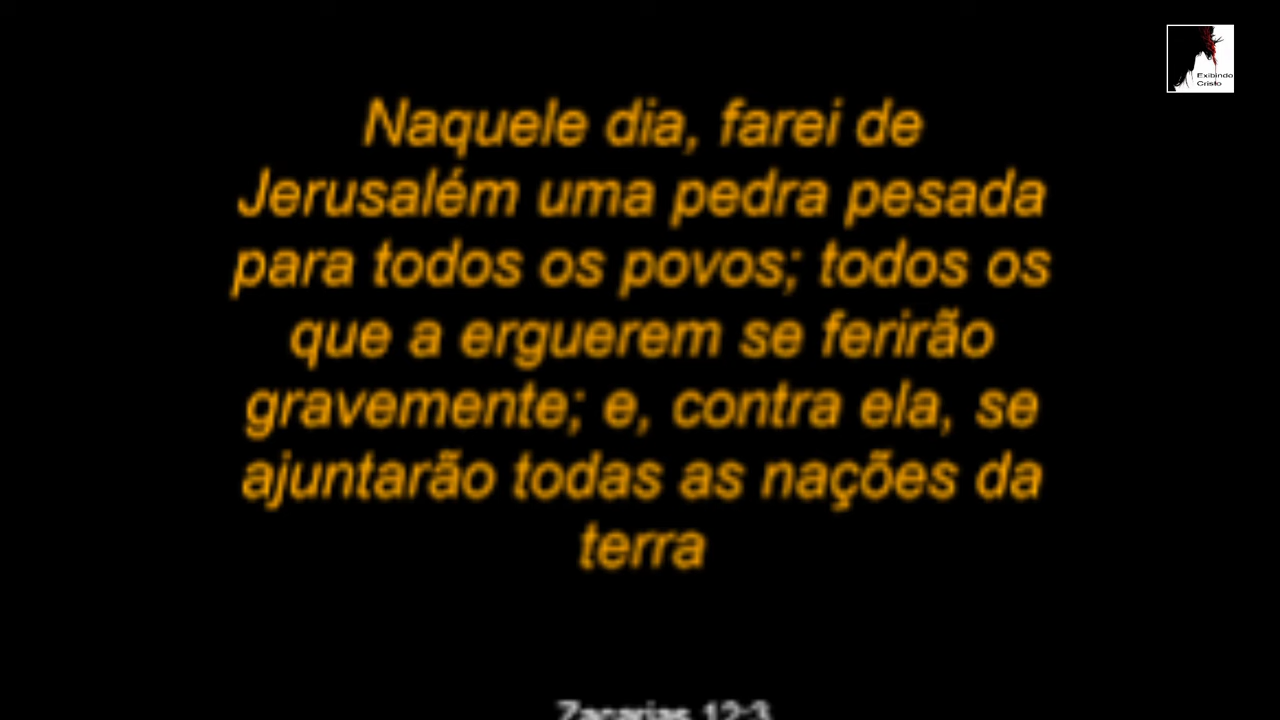 Exibindo
Cristo
Naquele dia, farei de
Jerusalém uma pedra pesada
para todos os povos; todos os
que a erguerem se ferirão
gravemente; e, contra ela, se
ajuntarão todas as nações da
terra
Zacarias 12:3